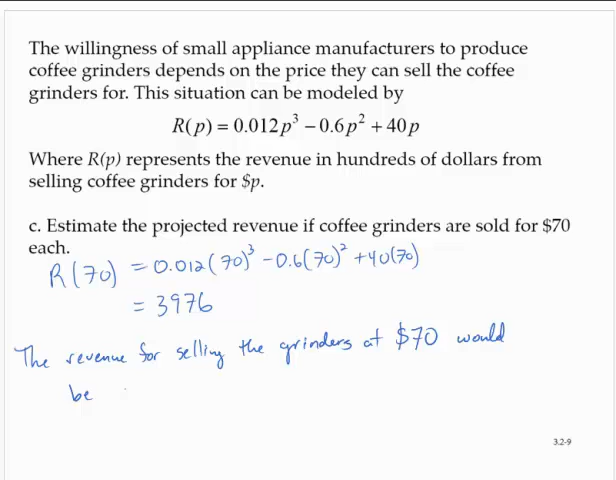 The willingness of small appliance manufacturers to produce
coffee grinders depends on the price they can sell the coffee
grinders for. This situation can be modeled by
R(p) = 0.012p³ − 0.6p² + 40p
Where R(p) represents the revenue in hundreds of dollars from
selling coffee grinders for $p.
c. Estimate the projected revenue if coffee grinders are sold for $70
each.
R(70) = 0.012(70)³ − 0.6(70)² + 40(70)
= 3976
The revenue for selling the grinders at $70 would
be
3.2-9